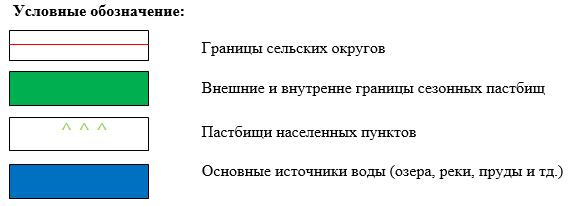 Условные обозначение:
Границы сельских округов
Внешние и внутренне границы сезонных пастбищ
Пастбищи населенных пунктов
Основные источники воды (озера, реки, пруды и тд.)